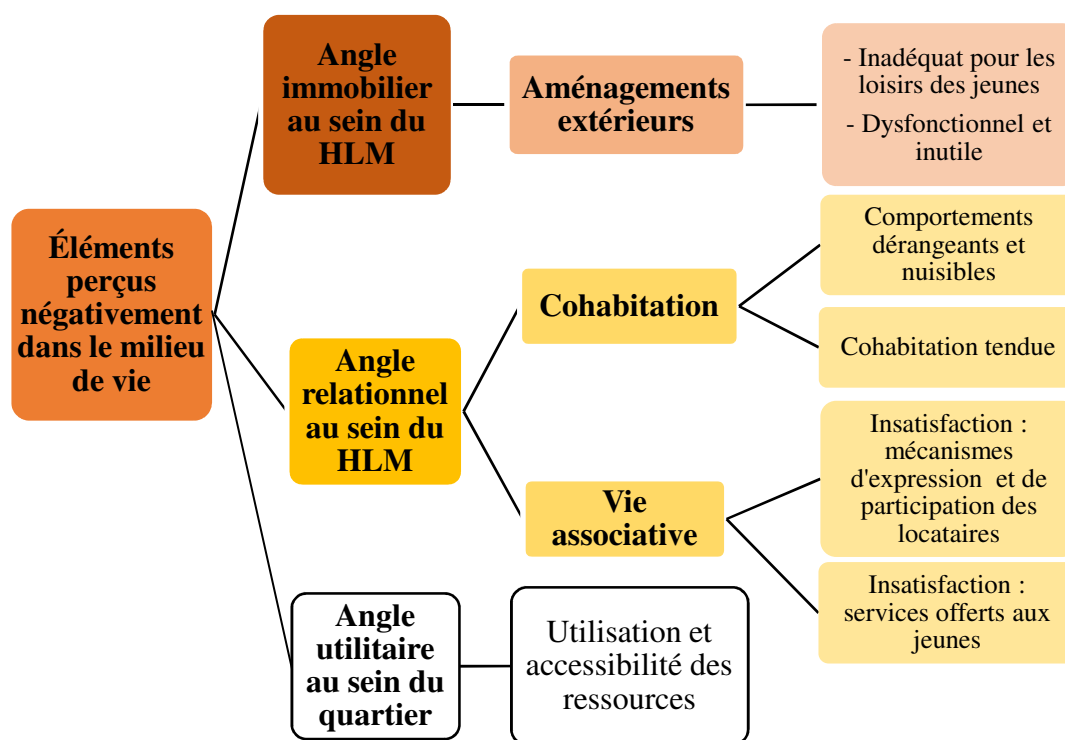 Éléments
perçus
négativement
dans le milieu
de vie
Angle
immobilier
au sein du
HLM
Aménagements
extérieurs
- Inadéquat pour les
loisirs des jeunes
- Dysfonctionnel et
inutile
Angle
relationnel
au sein du
HLM
Cohabitation
Comportements
dérangeants et
nuisibles
Cohabitation tendue
Vie
associative
Insatisfaction :
mécanismes
d'expression et de
participation des
locataires
Insatisfaction :
services offerts aux
jeunes
Angle
utilitaire
au sein du
quartier
Utilisation et
accessibilité des
ressources